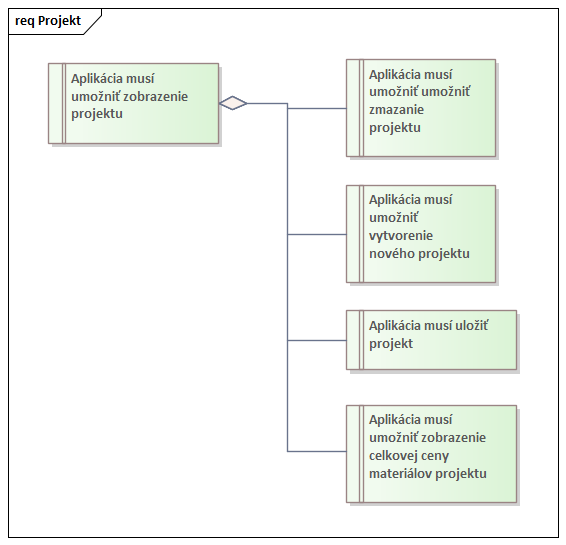 req Projekt
Aplikácia musí
umožniť zobrazenie
projektu
Aplikácia musí
umožniť umožniť
zmazanie
projektu
Aplikácia musí
umožniť
vytvorenie
nového projektu
Aplikácia musí uložiť
projekt
Aplikácia musí
umožniť zobrazenie
celkovej ceny
materiálov projektu